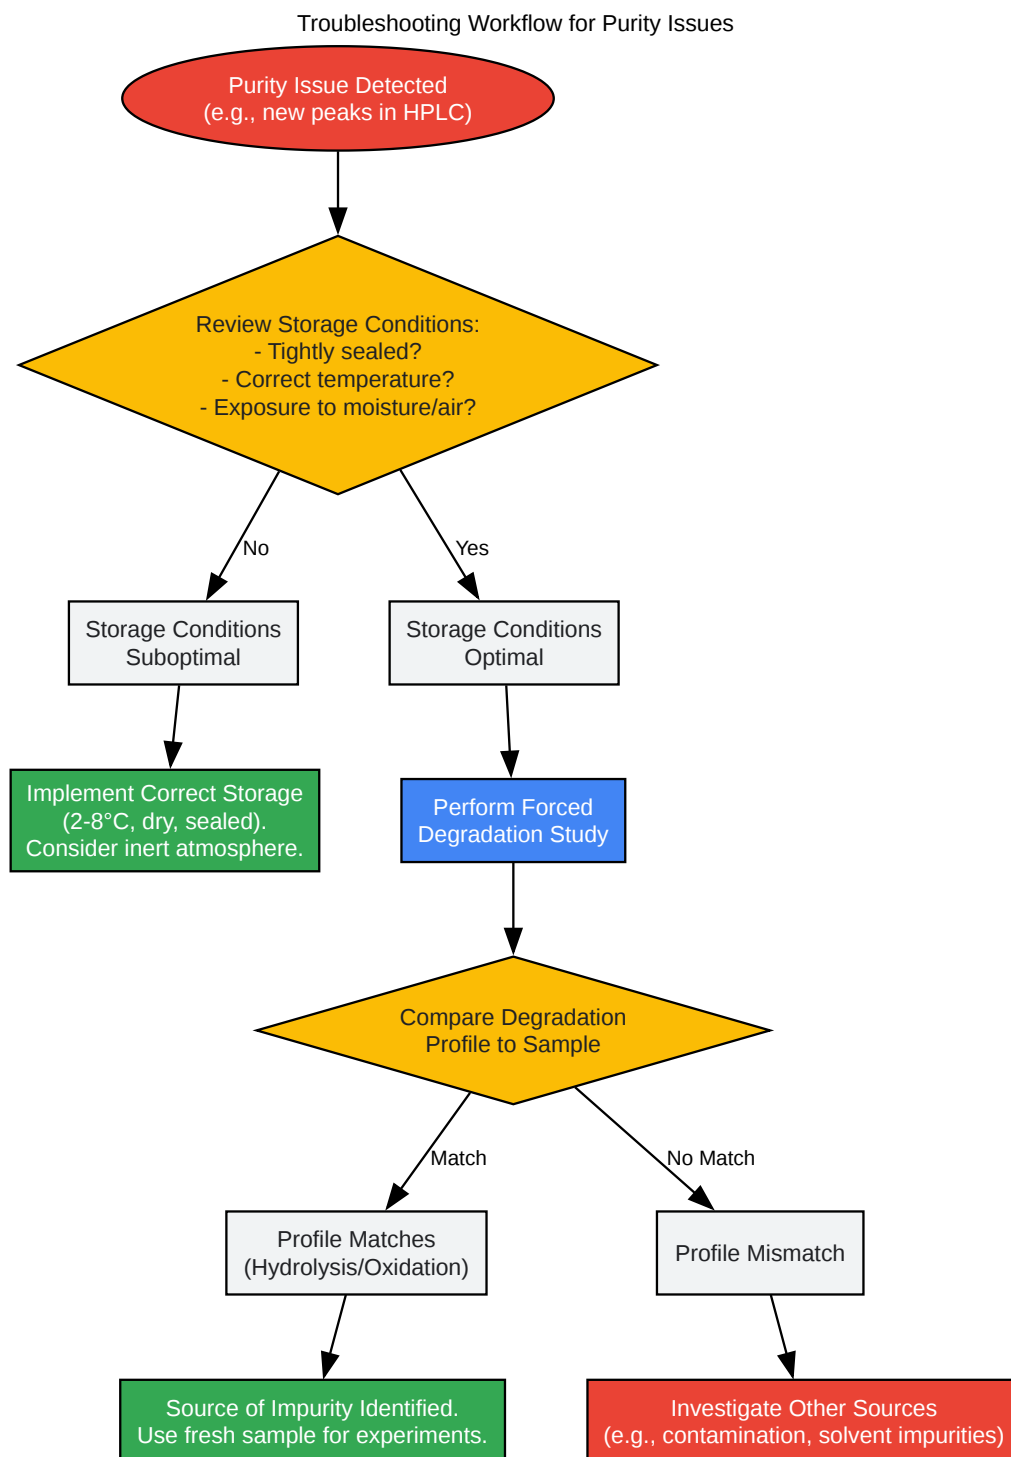 Troubleshooting Workflow for Purity Issues
Purity Issue Detected
(e.g., new peaks in HPLC)
Review Storage Conditions:
- Tightly sealed?
- Correct temperature?
- Exposure to moisture/air?
No
Yes
Storage Conditions
Suboptimal
Storage Conditions
Optimal
Implement Correct Storage
(2-8°C, dry, sealed).
Consider inert atmosphere.
Perform Forced
Degradation Study
Compare Degradation
Profile to Sample
Match
No Match
Profile Matches
(Hydrolysis/Oxidation)
Profile Mismatch
Source of Impurity Identified.
Use fresh sample for experiments.
Investigate Other Sources
(e.g., contamination, solvent impurities)